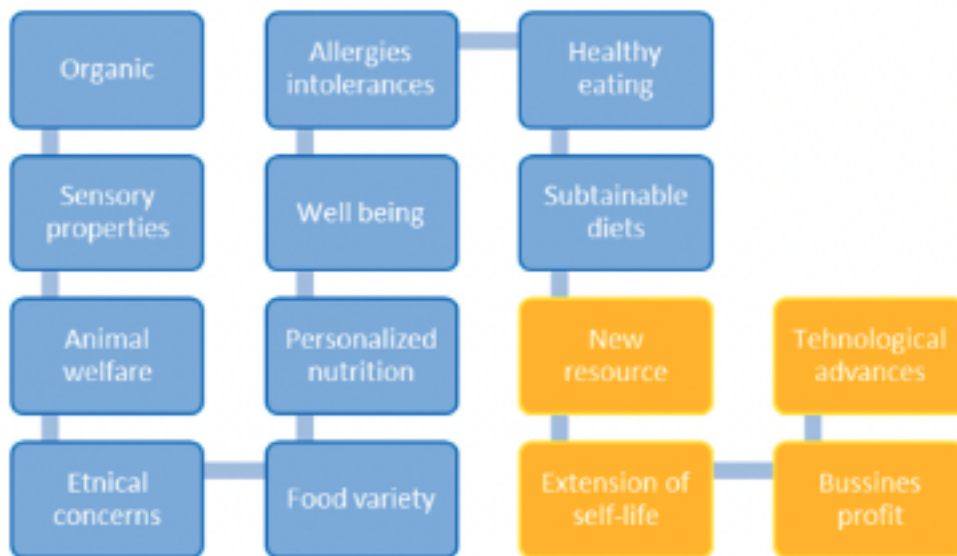 Organic
Sensory
properties
Animal
welfare
Etnical
concerns
Food variety
Personalized
nutrition
Well being
Allergies
intolerances
Healthy
eating
Subtainable
diets
New
resource
Extension of
self-life
Bussines
profit
Tehnological
advances